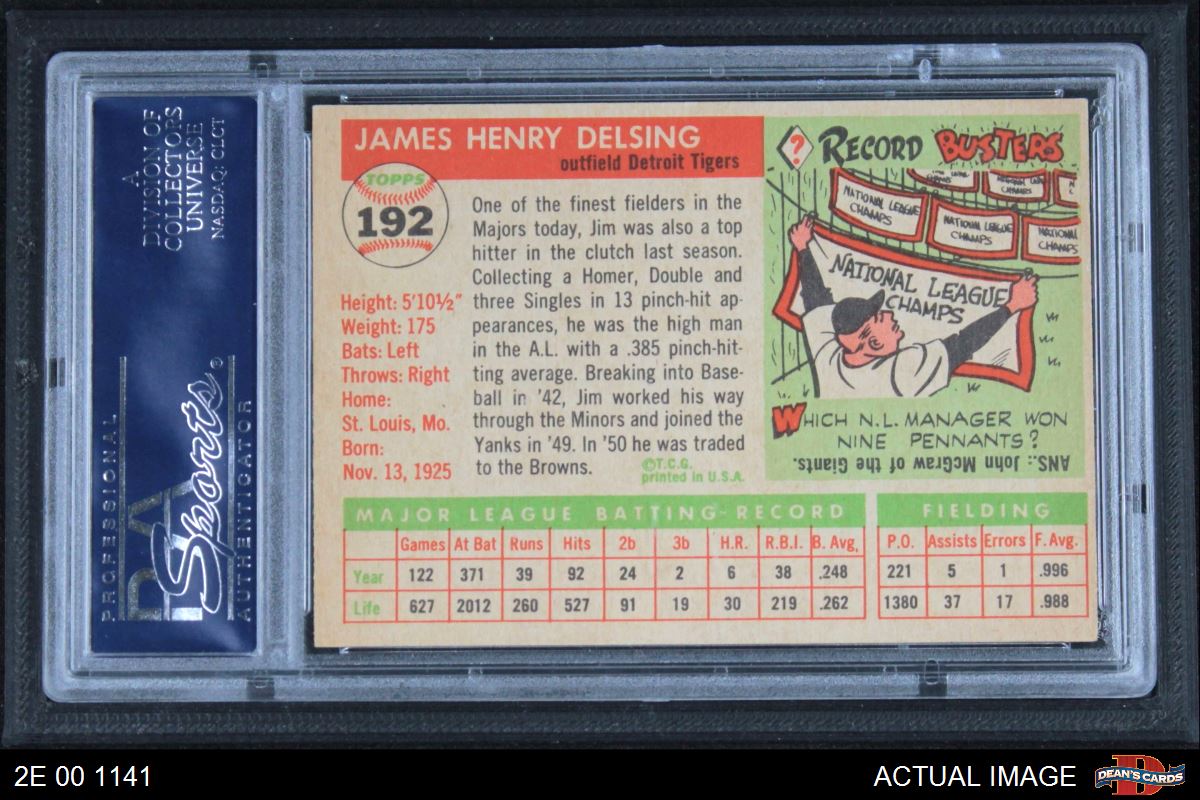 A
DIVISION OF
COLLECTORS
UNIVERSE
NASDAQ: CLCT
PROFESSIONAL
PSA
Sports®
AUTHENTICATOR
JAMES HENRY DELSING
outfield Detroit Tigers
TOPPS
192
Height: 5'10½"
Weight: 175
Bats: Left
Throws: Right
Home:
St. Louis, Mo.
Born:
Nov. 13, 1925
One of the finest fielders in the
Majors today, Jim was also a top
hitter in the clutch last season.
Collecting a Homer, Double and
three Singles in 13 pinch-hit ap-
pearances, he was the high man
in the A.L. with a .385 pinch-hit-
ting average. Breaking into Base-
ball in '42, Jim worked his way
through the Minors and joined the
Yanks in '49. In '50 he was traded
to the Browns.
©T.C.G.
printed in U.S.A.
? RECORD BUSTERS
NATIONAL LEAGUE
CHAMPS
NATIONAL LEAGUE
CHAMPS
NATIONAL
CHAMPS
NATIONAL LEAGUE
CHAMPS
WHICH N.L. MANAGER WON
NINE PENNANTS?
ANS.: John McGraw of the Giants.
MAJOR LEAGUE BATTING RECORD
Games At Bat Runs Hits 2b 3b H.R. R.B.I. B. Avg,
Year 122 371 39 92 24 2 6 38 .248
Life 627 2012 260 527 91 19 30 219 .262
FIELDING
P.O. Assists Errors F. Avg.
221 5 1 .996
1380 37 17 .988
2E 00 1141
ACTUAL IMAGE
D
DEAN'S CARDS